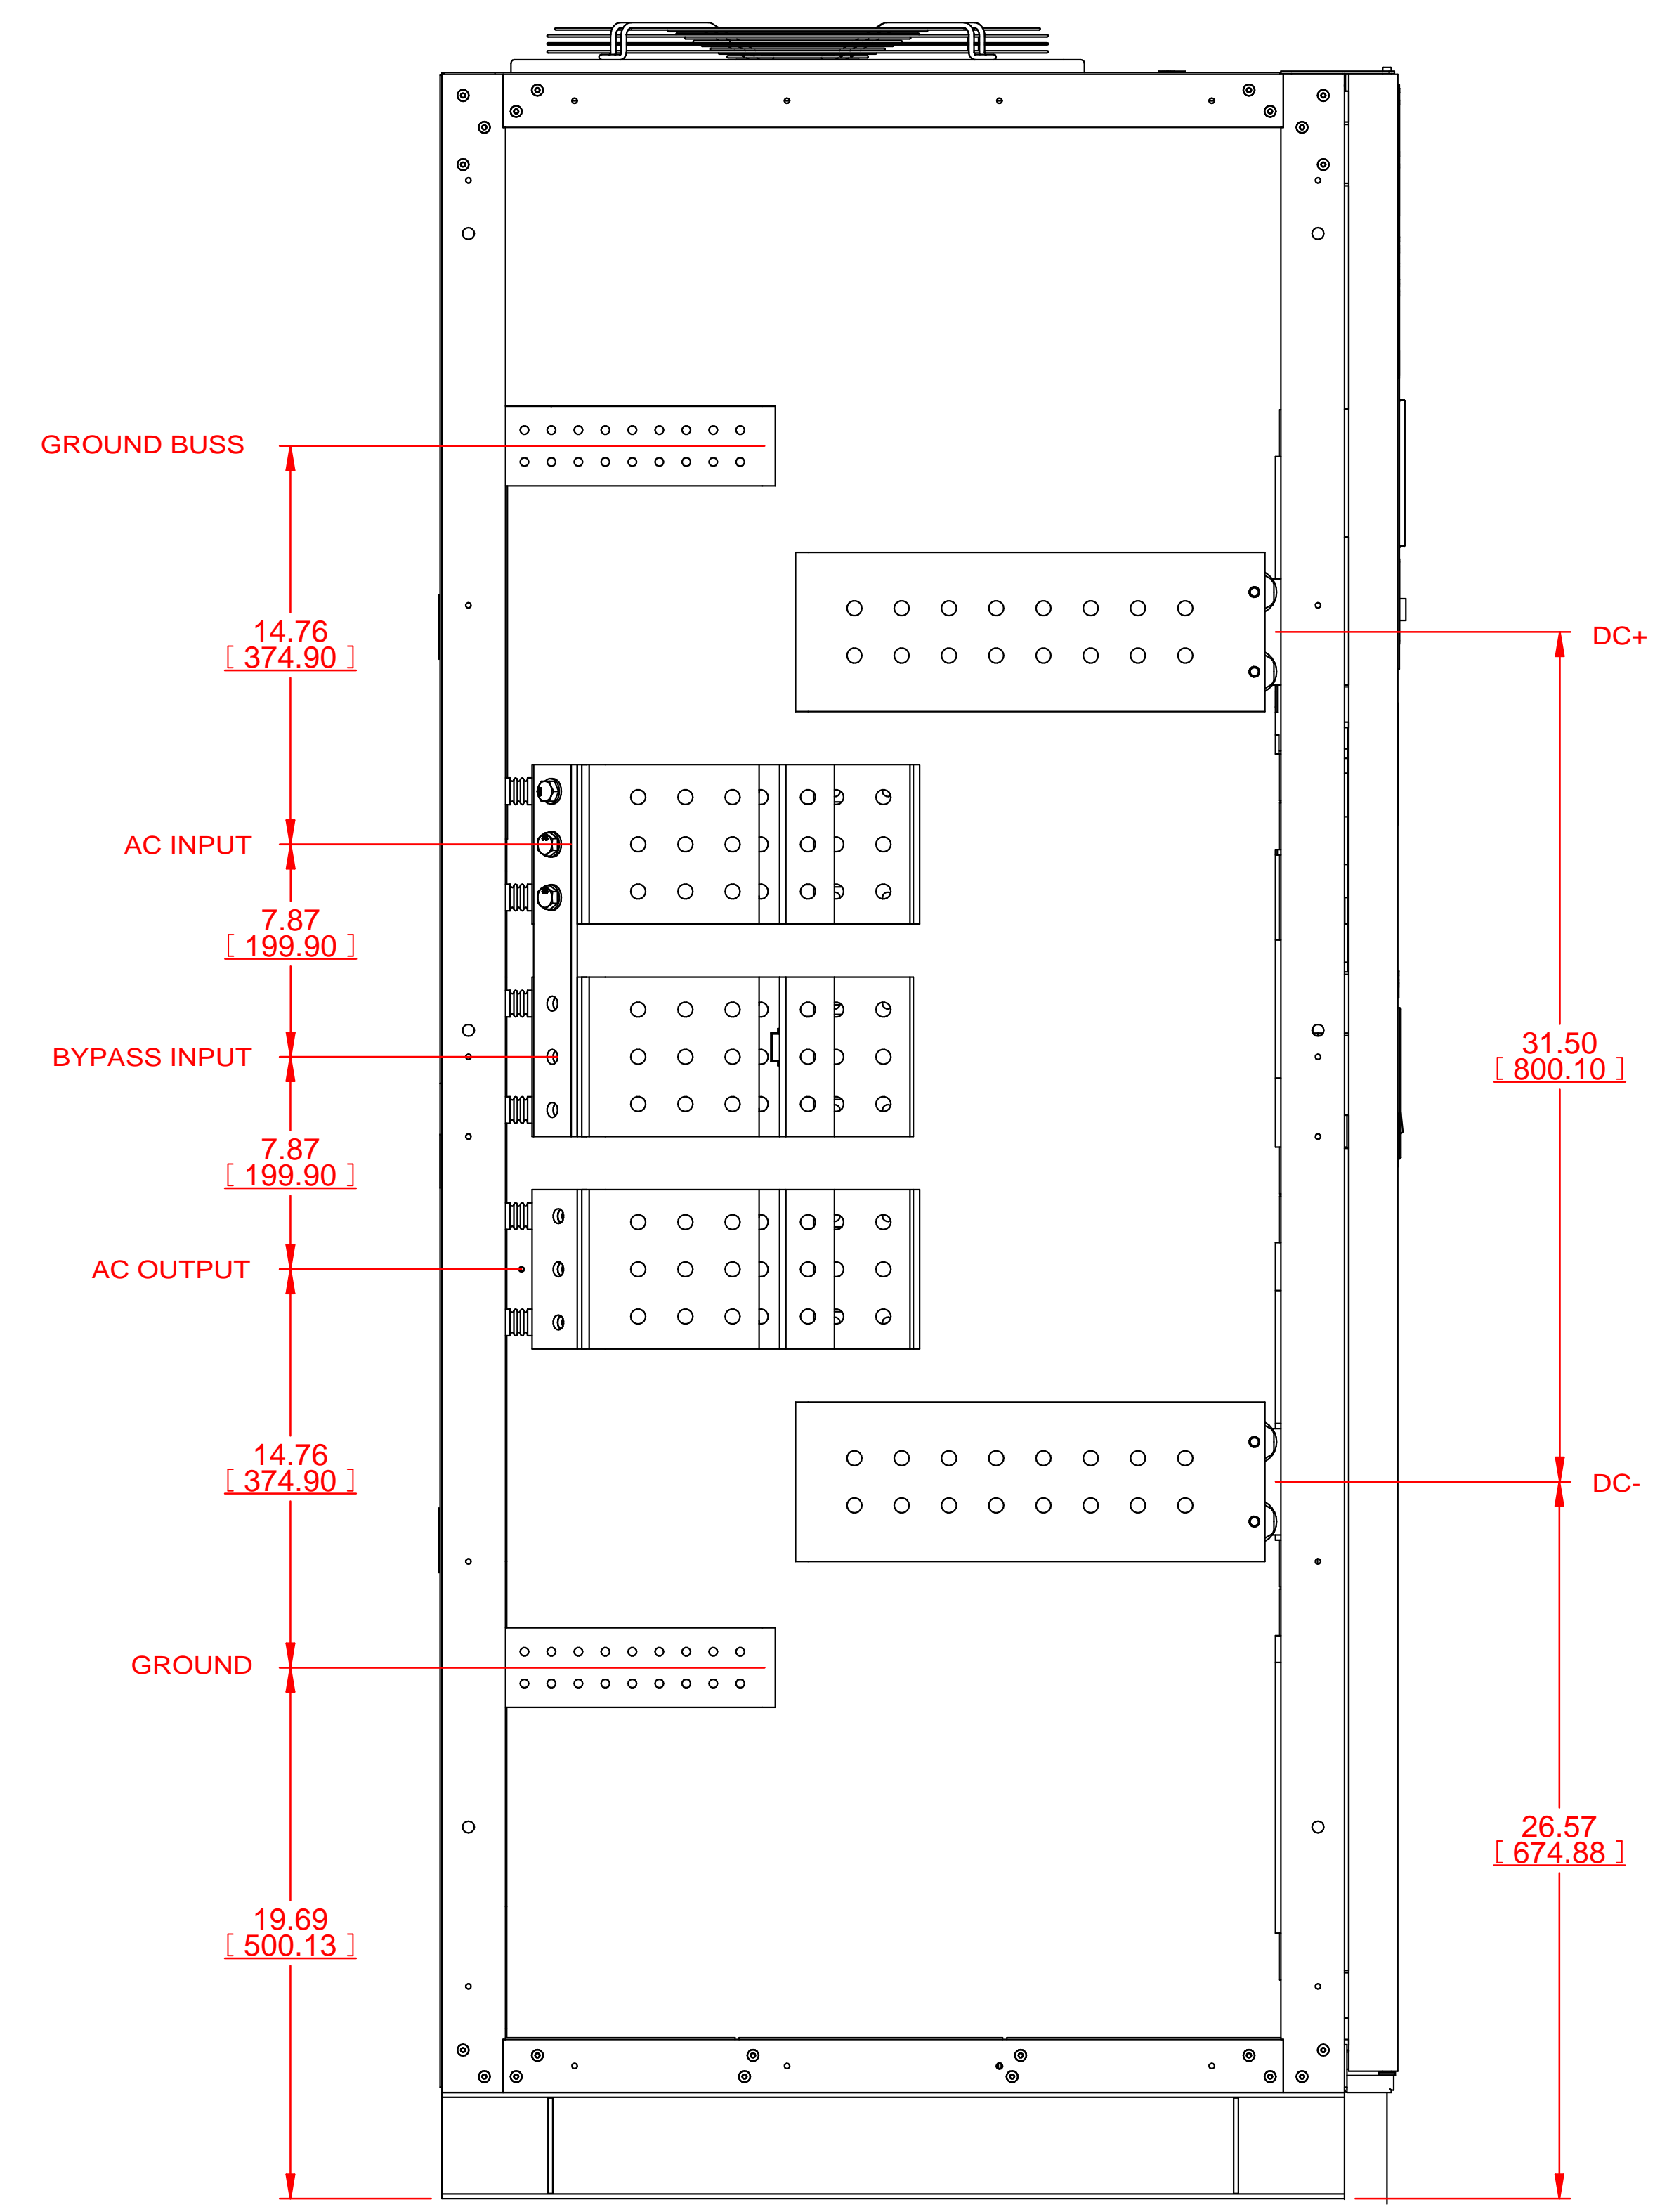 GROUND BUSS
14.76
[ 374.90 ]
DC+
AC INPUT
7.87
[ 199.90 ]
BYPASS INPUT
31.50
[ 800.10 ]
7.87
[ 199.90 ]
AC OUTPUT
14.76
[ 374.90 ]
DC-
GROUND
26.57
[ 674.88 ]
19.69
[ 500.13 ]